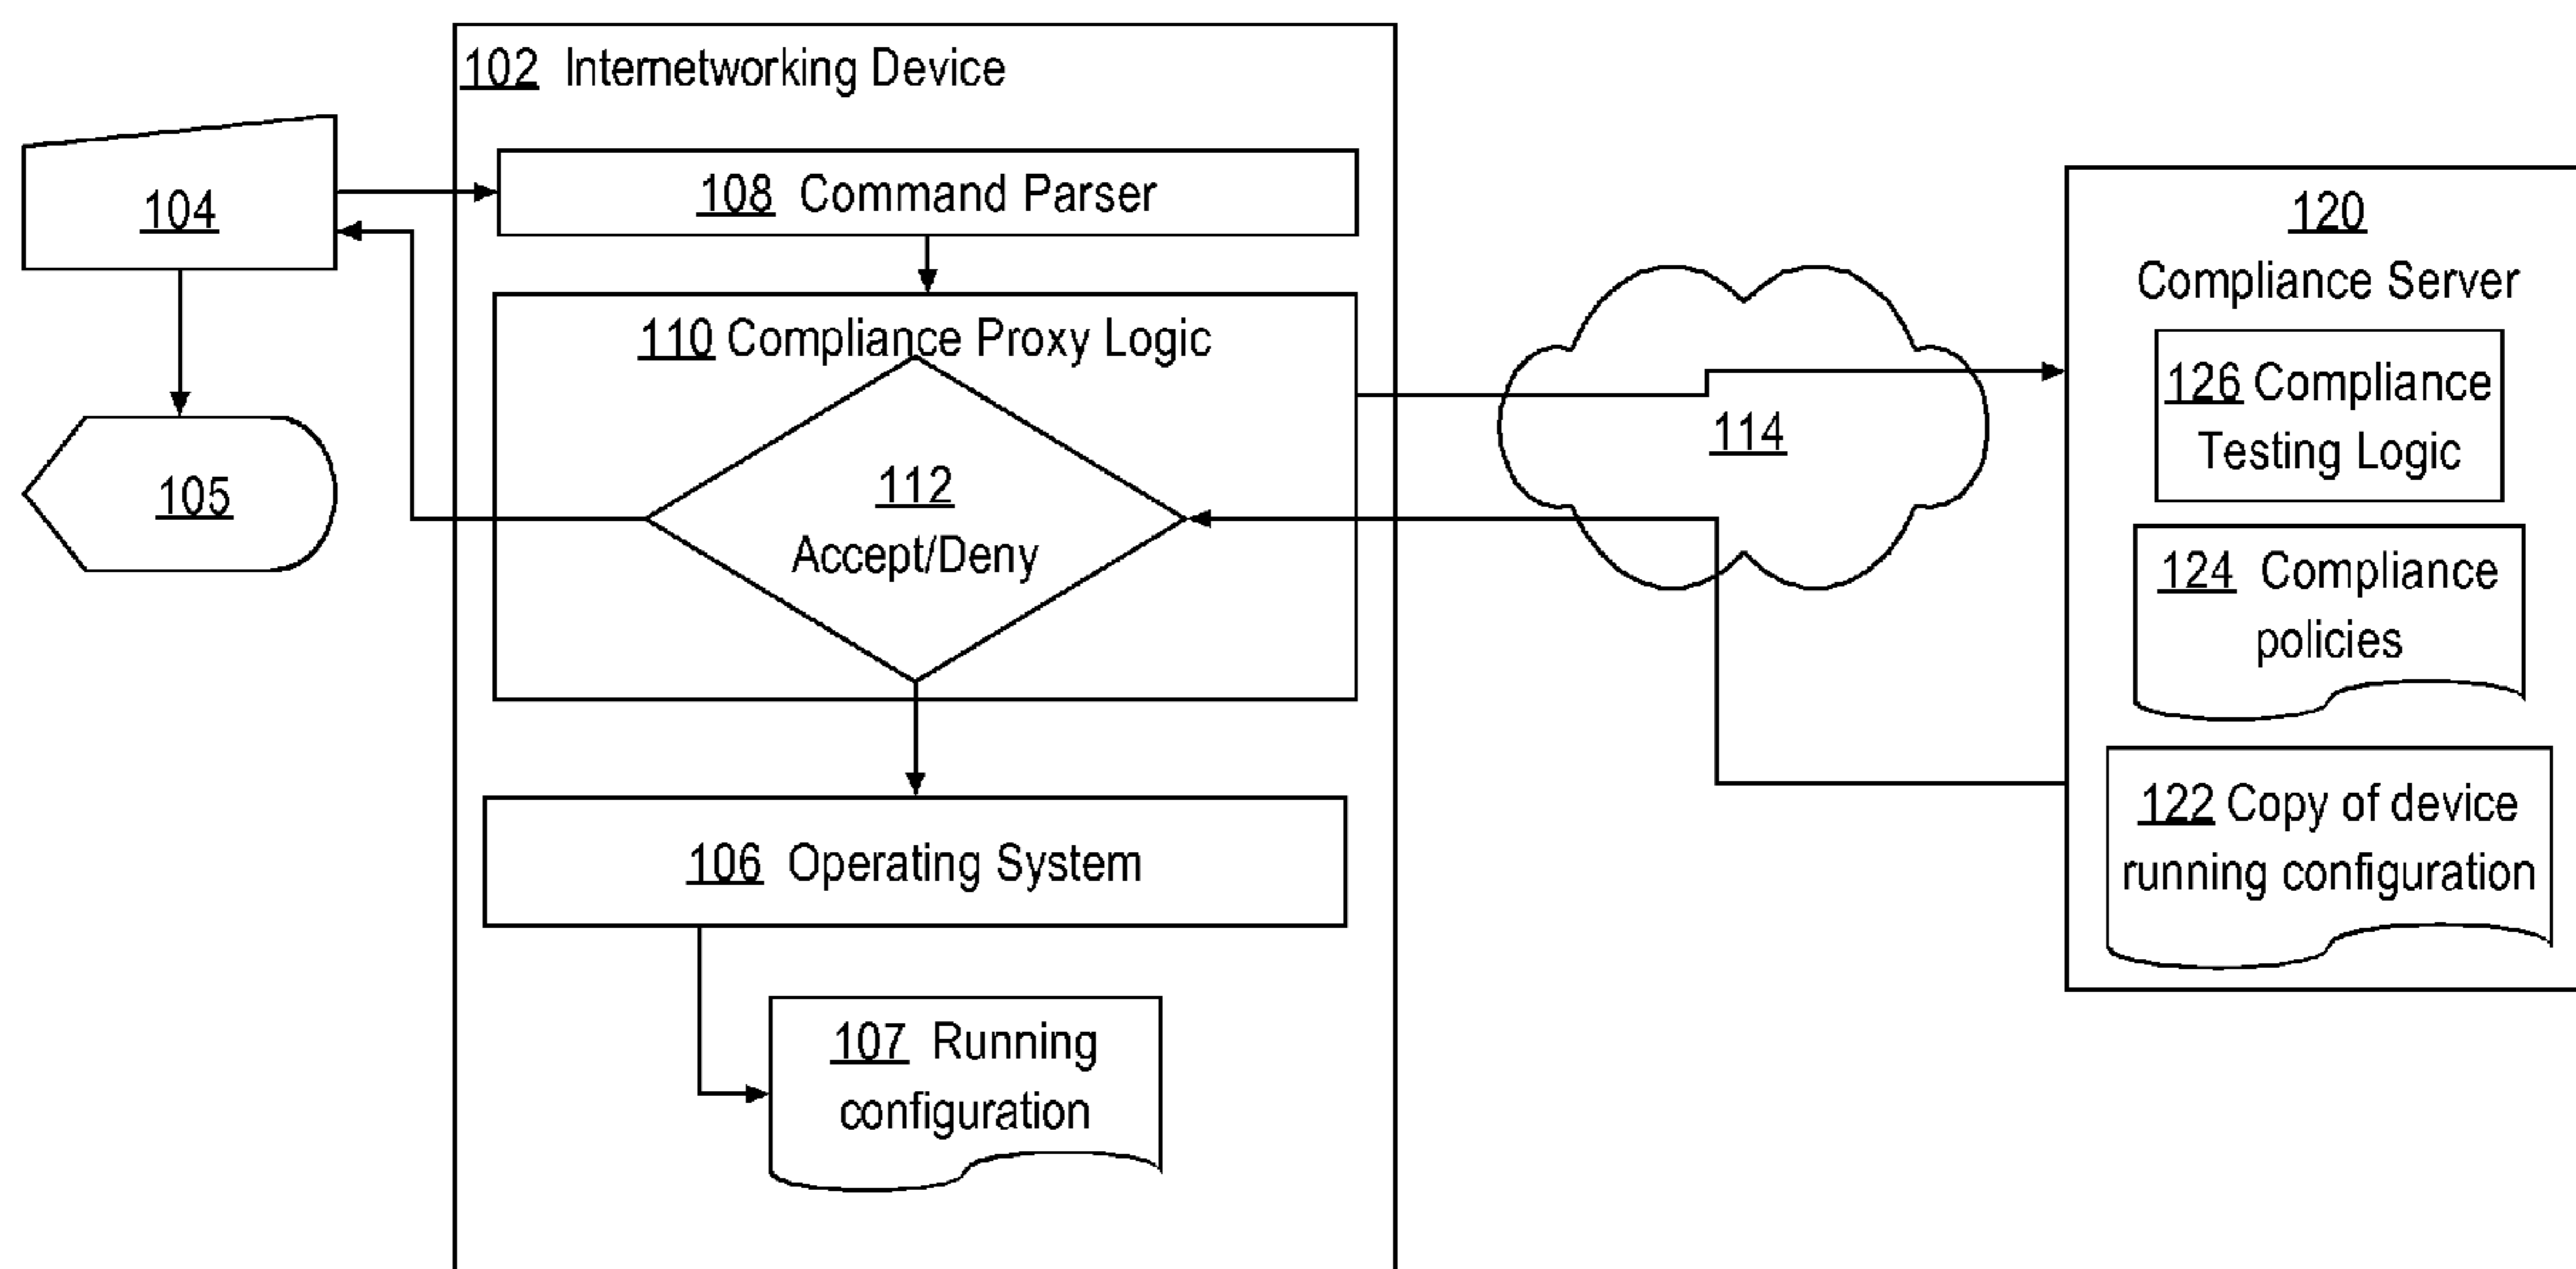 102 Internetworking Device
104
108 Command Parser
110 Compliance Proxy Logic
112
Accept/Deny
105
106 Operating System
107 Running
configuration
114
120
Compliance Server
126 Compliance
Testing Logic
124 Compliance
policies
122 Copy of device
running configuration